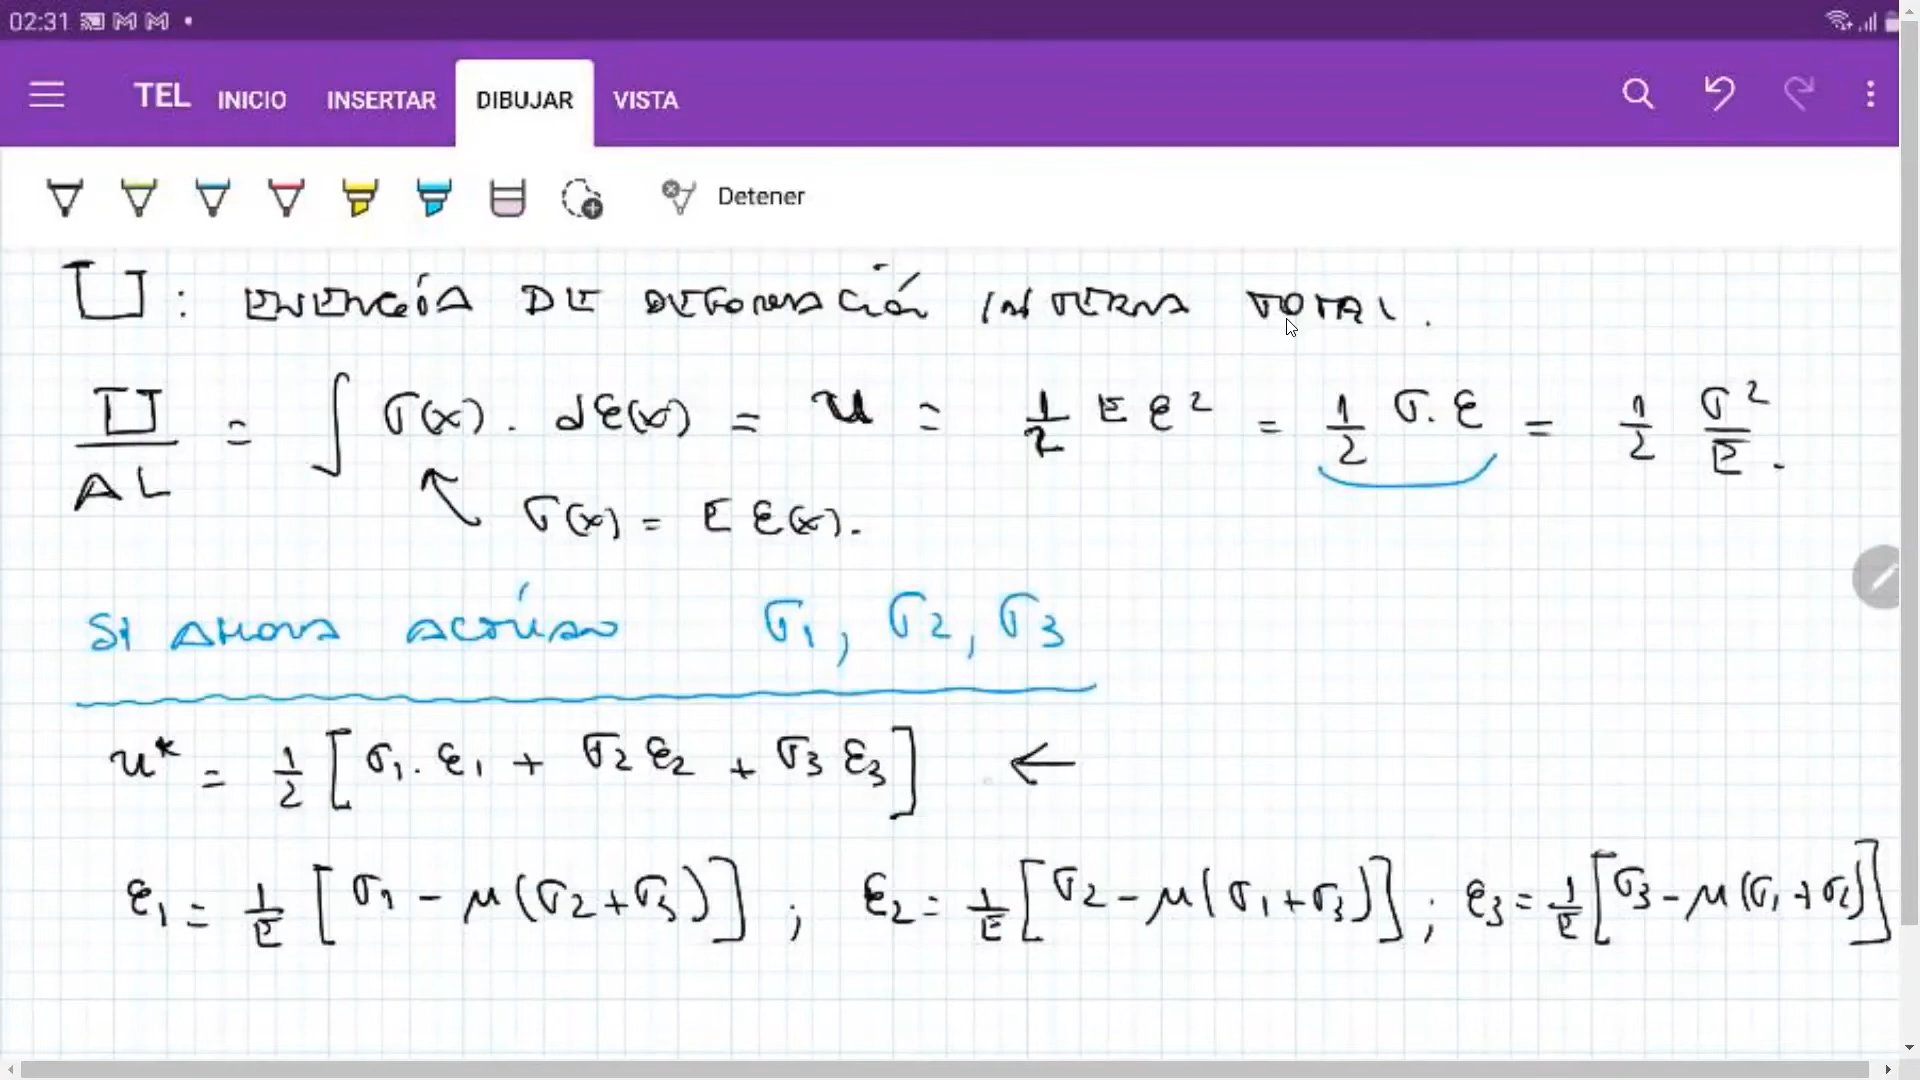 02:31
TEL INICIO INSERTAR DIBUJAR VISTA
Detener
U : ENERGÍA DE DEFORMACIÓN INTERNA TOTAL.
U/AL = ∫ σ(x) . dε(x) = u = 1/2 E ε² = 1/2 σ.ε = 1/2 σ²/E .
σ(x) = E ε(x).
SI AHORA ACTÚAN σ1, σ2, σ3
u* = 1/2 [σ1. ε1 + σ2 ε2 + σ3 ε3] ←
ε1 = 1/E [σ1 - μ(σ2+σ3)] ; ε2 = 1/E [σ2 - μ(σ1+σ3)] ; ε3 = 1/E [σ3 - μ(σ1+σ2)]